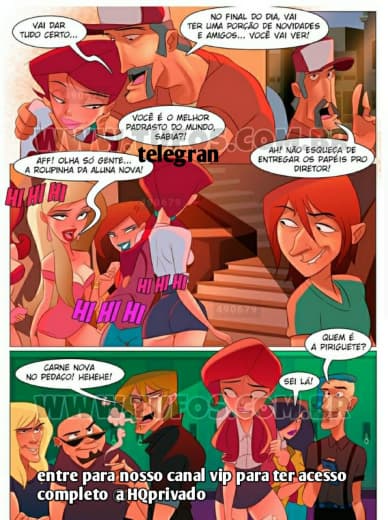 VAI DAR
TUDO CERTO...
NO FINAL DO DIA, VAI
TER UMA PORÇÃO DE NOVIDADES
E AMIGOS... VOCÊ VAI VER!
VOCÊ É O MELHOR
PADRASTO DO MUNDO,
SABIA?!
telegran
AFF! OLHA SÓ GENTE...
A ROUPINHA DA ALUNA NOVA!
AH! NÃO ESQUEÇA DE
ENTREGAR OS PAPÉIS PRO
DIRETOR!
HI HI HI
HI HI HI
HI HI HI
490679
CARNE NOVA
NO PEDAÇO! HEHEHE!
QUEM É
A PIRIGUETE?
SEI LÁ!
entre para nosso canal vip para ter acesso
completo a HQprivado